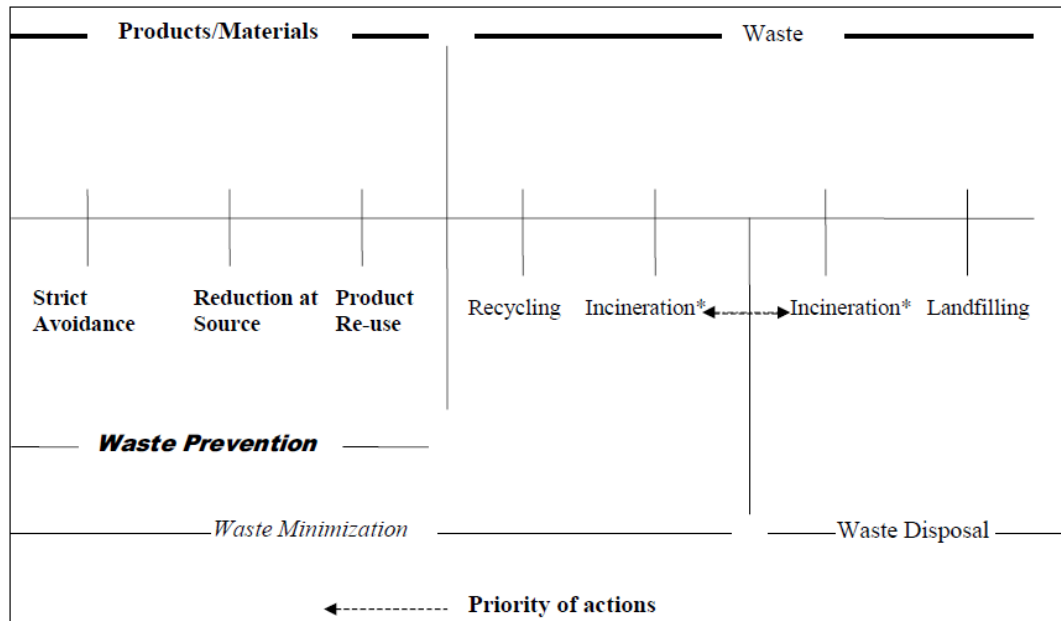 Products/Materials
Waste
Strict
Avoidance
Reduction at
Source
Product
Re-use
Recycling
Incineration*
Incineration*
Landfilling
Waste Prevention
Waste Minimization
Waste Disposal
Priority of actions